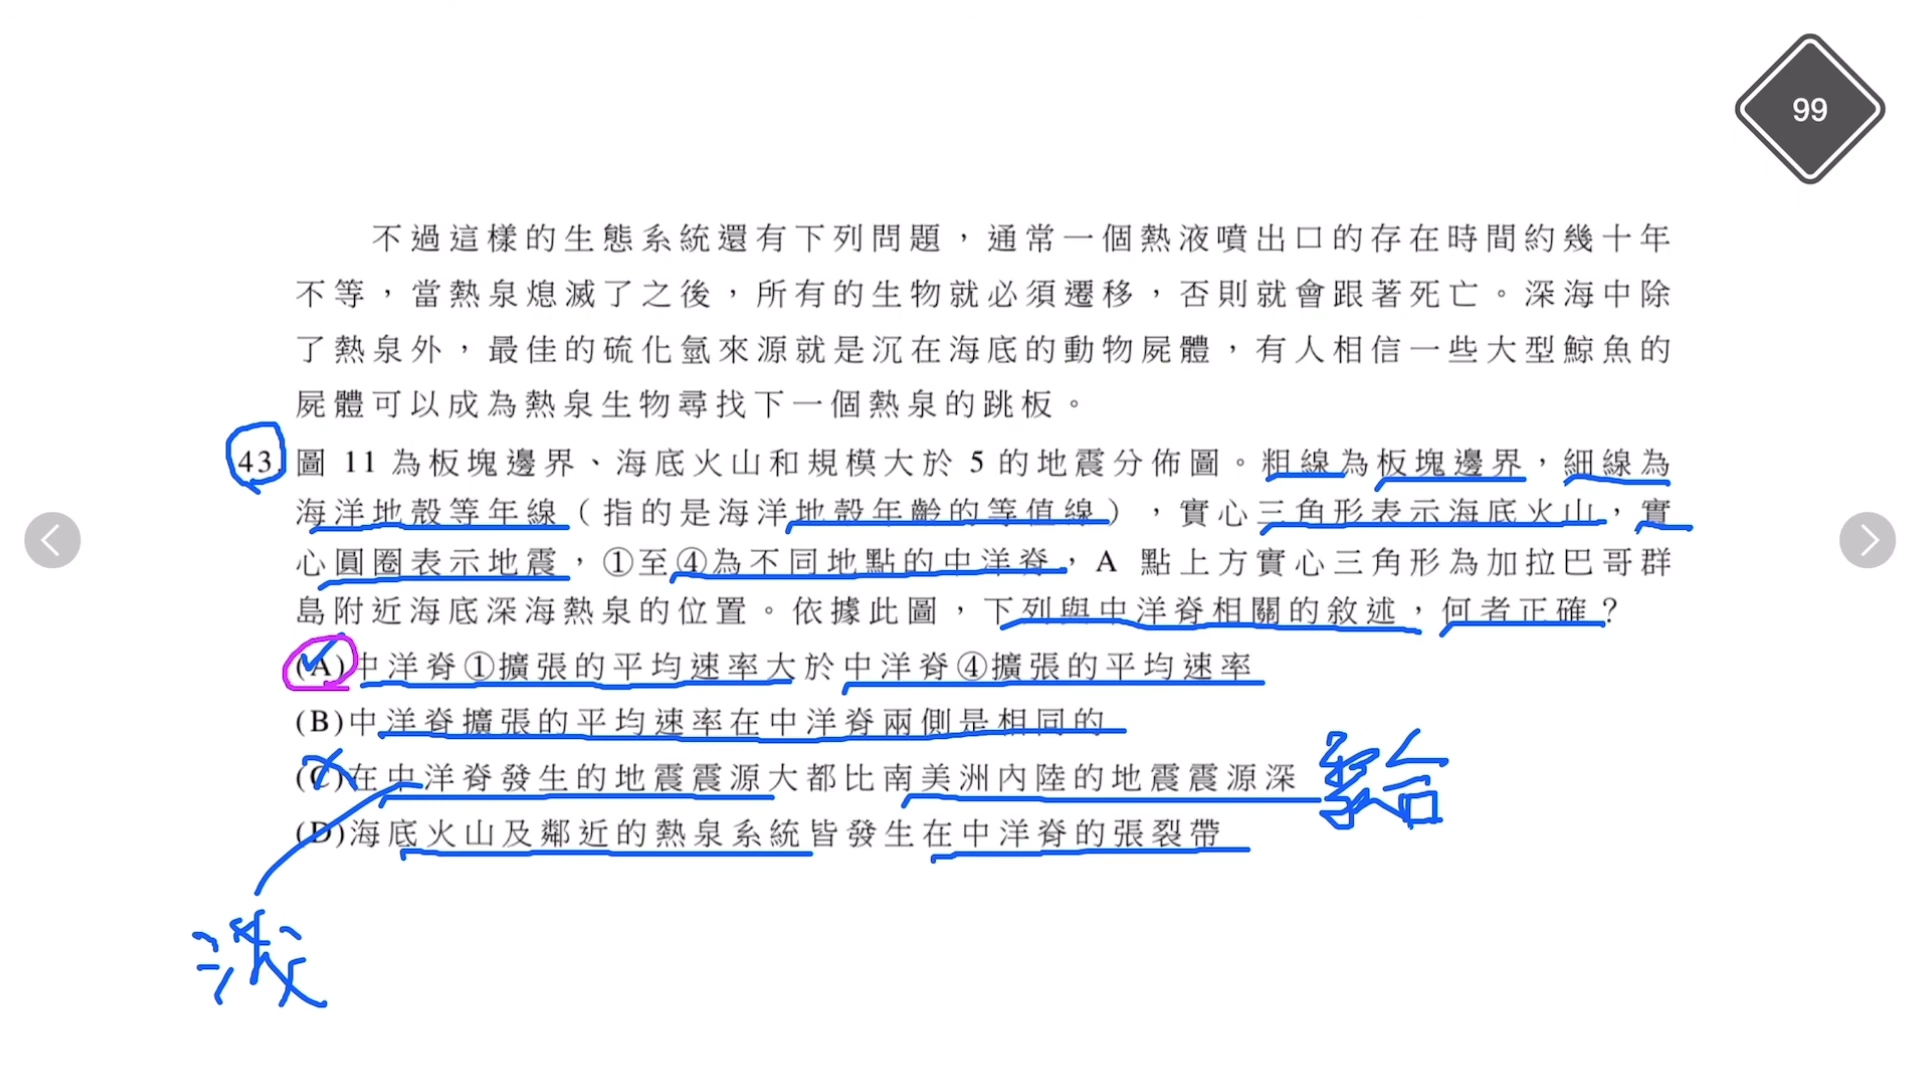 99
不過這樣的生態系統還有下列問題，通常一個熱液噴出口的存在時間約幾十年
不等，當熱泉熄滅了之後，所有的生物就必須遷移，否則就會跟著死亡。深海中除
了熱泉外，最佳的硫化氫來源就是沉在海底的動物屍體，有人相信一些大型鯨魚的
屍體可以成為熱泉生物尋找下一個熱泉的跳板。
43.圖 11 為板塊邊界、海底火山和規模大於 5 的地震分佈圖。粗線為板塊邊界，細線為
海洋地殼等年線（指的是海洋地殼年齡的等值線），實心三角形表示海底火山，實
心圓圈表示地震，①至④為不同地點的中洋脊，A 點上方實心三角形為加拉巴哥群
島附近海底深海熱泉的位置。依據此圖，下列與中洋脊相關的敘述，何者正確？
(A)中洋脊①擴張的平均速率大於中洋脊④擴張的平均速率
(B)中洋脊擴張的平均速率在中洋脊兩側是相同的
(C)在中洋脊發生的地震震源大都比南美洲內陸的地震震源深
(D)海底火山及鄰近的熱泉系統皆發生在中洋脊的張裂帶
淺